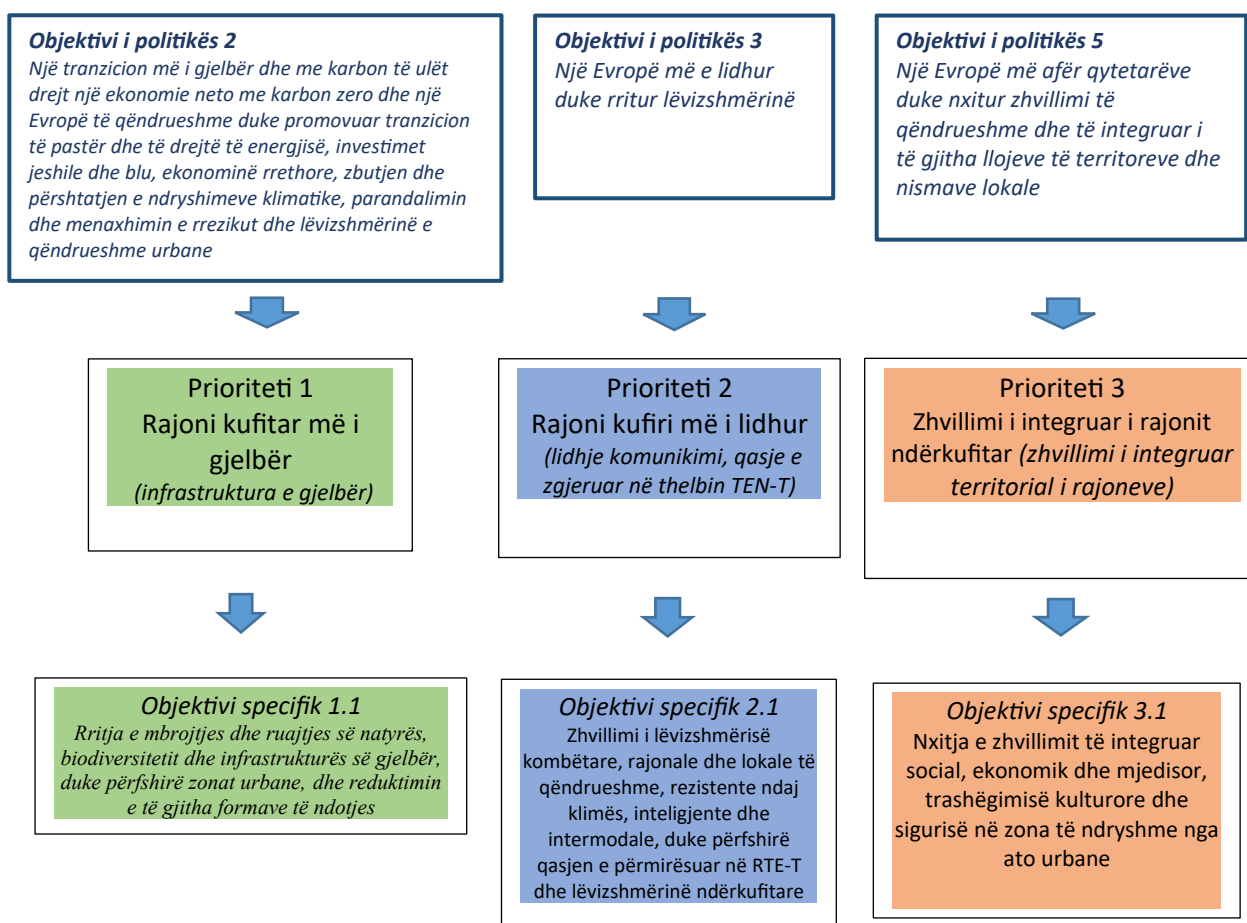 Objektivi i politikës 2
Një tranzicion më i gjelbër dhe me karbon të ulët
drejt një ekonomie neto me karbon zero dhe një
Evropë të qëndrueshme duke promovuar tranzicion
të pastër dhe të drejtë të energjisë, investimet
jeshile dhe blu, ekonominë rrethore, zbutjen dhe
përshtatjen e ndryshimeve klimatike, parandalimin
dhe menaxhimin e rrezikut dhe lëvizshmërinë e
qëndrueshme urbane
Objektivi i politikës 3
Një Evropë më e lidhur
duke rritur lëvizshmërinë
Objektivi i politikës 5
Një Evropë më afër qytetarëve
duke nxitur zhvillimi të
qëndrueshme dhe të integruar i
të gjitha llojeve të territoreve dhe
nismave lokale
Prioriteti 1
Rajoni kufitar më i
gjelbër
(infrastruktura e gjelbër)
Prioriteti 2
Rajoni kufiri më i lidhur
(lidhje komunikimi, qasje e
zgjeruar në thelbin TEN-T)
Prioriteti 3
Zhvillimi i integruar i rajonit
ndërkufitar (zhvillimi i integruar
territorial i rajoneve)
Objektivi specifik 1.1
Rritja e mbrojtjes dhe ruajtjes së natyrës,
biodiversitetit dhe infrastrukturës së gjelbër,
duke përfshirë zonat urbane, dhe reduktimin
e të gjitha formave të ndotjes
Objektivi specifik 2.1
Zhvillimi i lëvizshmërisë
kombëtare, rajonale dhe lokale të
qëndrueshme, rezistente ndaj
klimës, inteligjente dhe
intermodale, duke përfshirë
qasjen e përmirësuar në RTE-T
dhe lëvizshmërinë ndërkufitare
Objektivi specifik 3.1
Nxitja e zhvillimit të integruar
social, ekonomik dhe mjedisor,
trashëgimisë kulturore dhe
sigurisë në zona të ndryshme nga
ato urbane